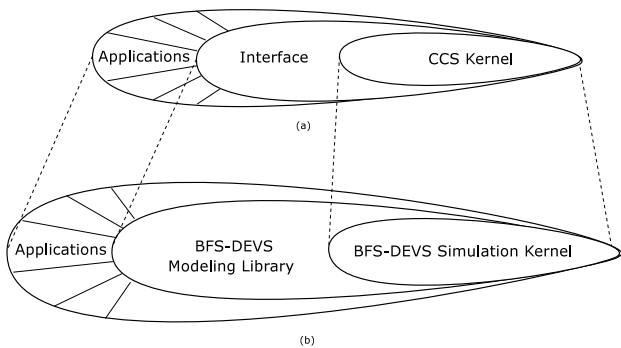 Applications
Interface
CCS Kernel
(a)
Applications
BFS-DEVS
Modeling Library
BFS-DEVS Simulation Kernel
(b)